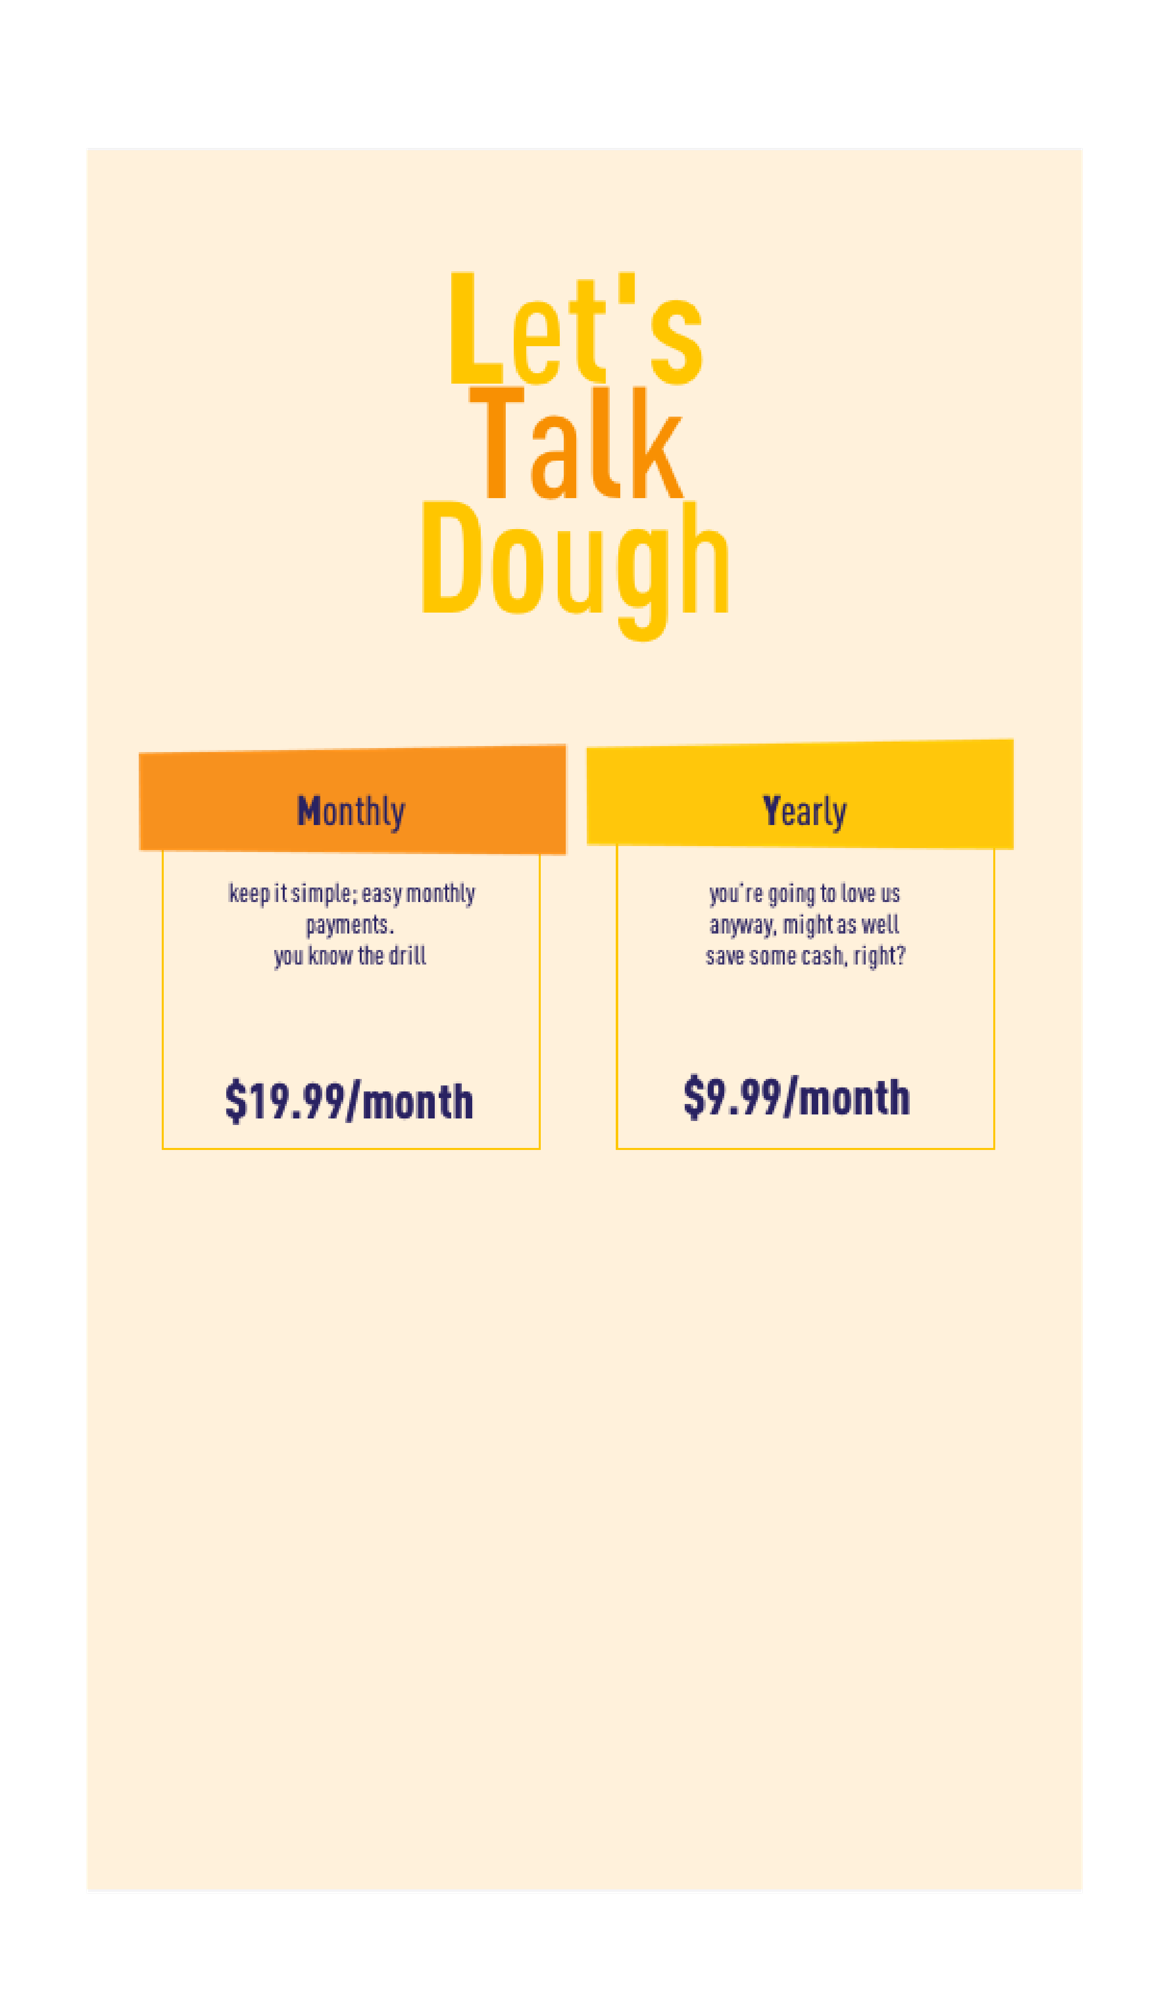 Let's
Talk
Dough
Monthly
keep it simple; easy monthly
payments.
you know the drill
$19.99/month
Yearly
you're going to love us
anyway, might as well
save some cash, right?
$9.99/month